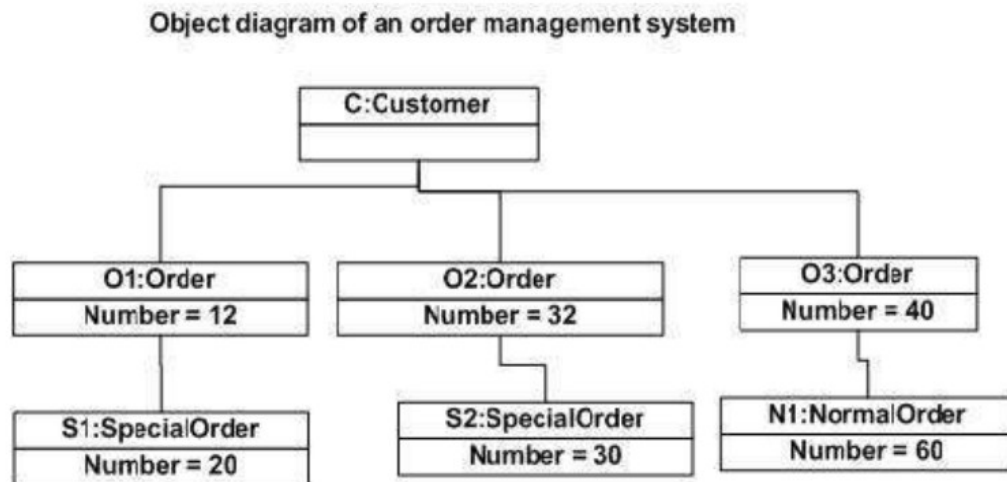 Object diagram of an order management system
C:Customer
O1:Order
Number = 12
O2:Order
Number = 32
O3:Order
Number = 40
S1:SpecialOrder
Number = 20
S2:SpecialOrder
Number = 30
N1:NormalOrder
Number = 60